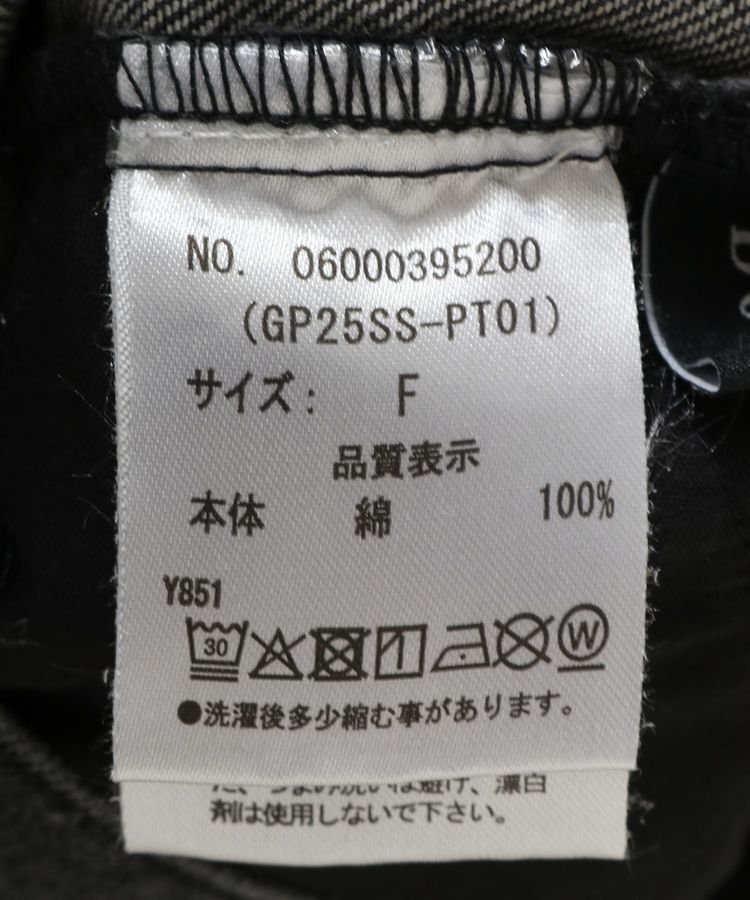 NO. 06000395200
(GP25SS-PT01)
サイズ: F
品質表示
本体 綿 100%
Y851
30 W
●洗濯後多少縮む事があります。
漂白
剤は使用しないで下さい。